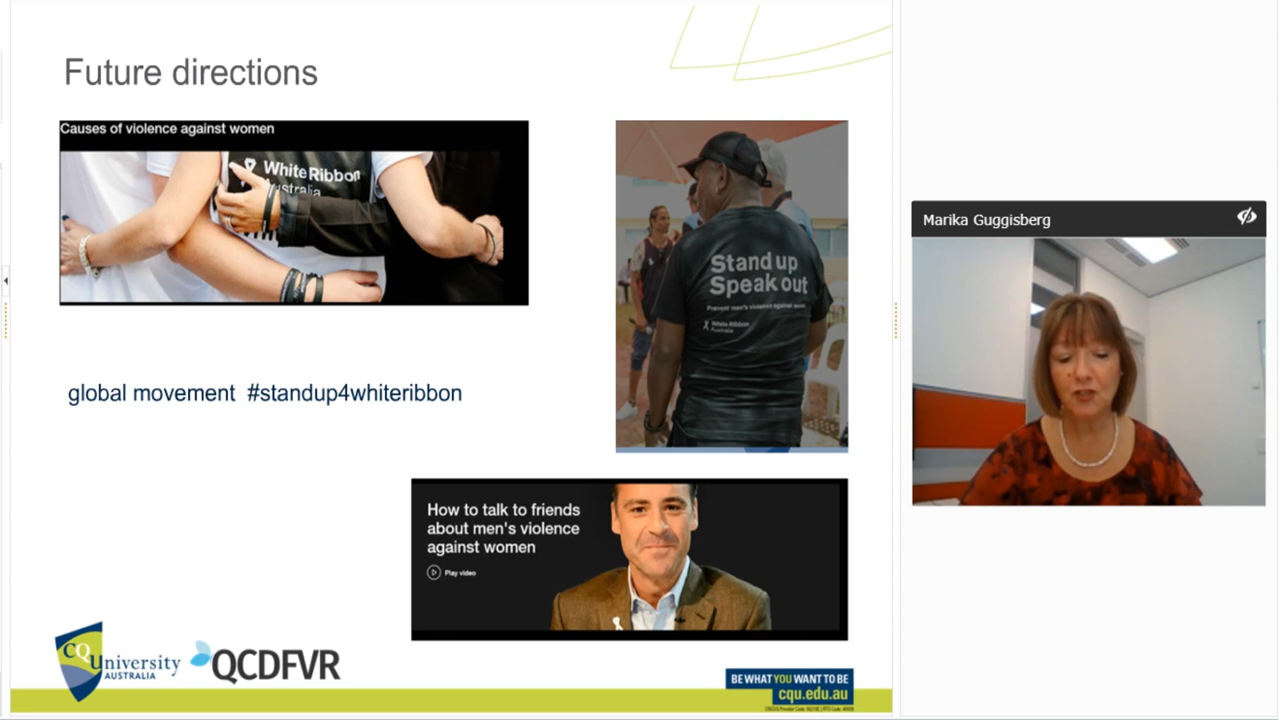 Future directions
Causes of violence against women
White Ribbon
Australia
Stand up
Speak out
Prevent men's violence against women
White Ribbon
Australia
Marika Guggisberg
global movement #standup4whiteribbon
How to talk to friends
about men's violence
against women
Play video
CQUniversity
AUSTRALIA
QCDFVR
BE WHAT YOU WANT TO BE
cqu.edu.au